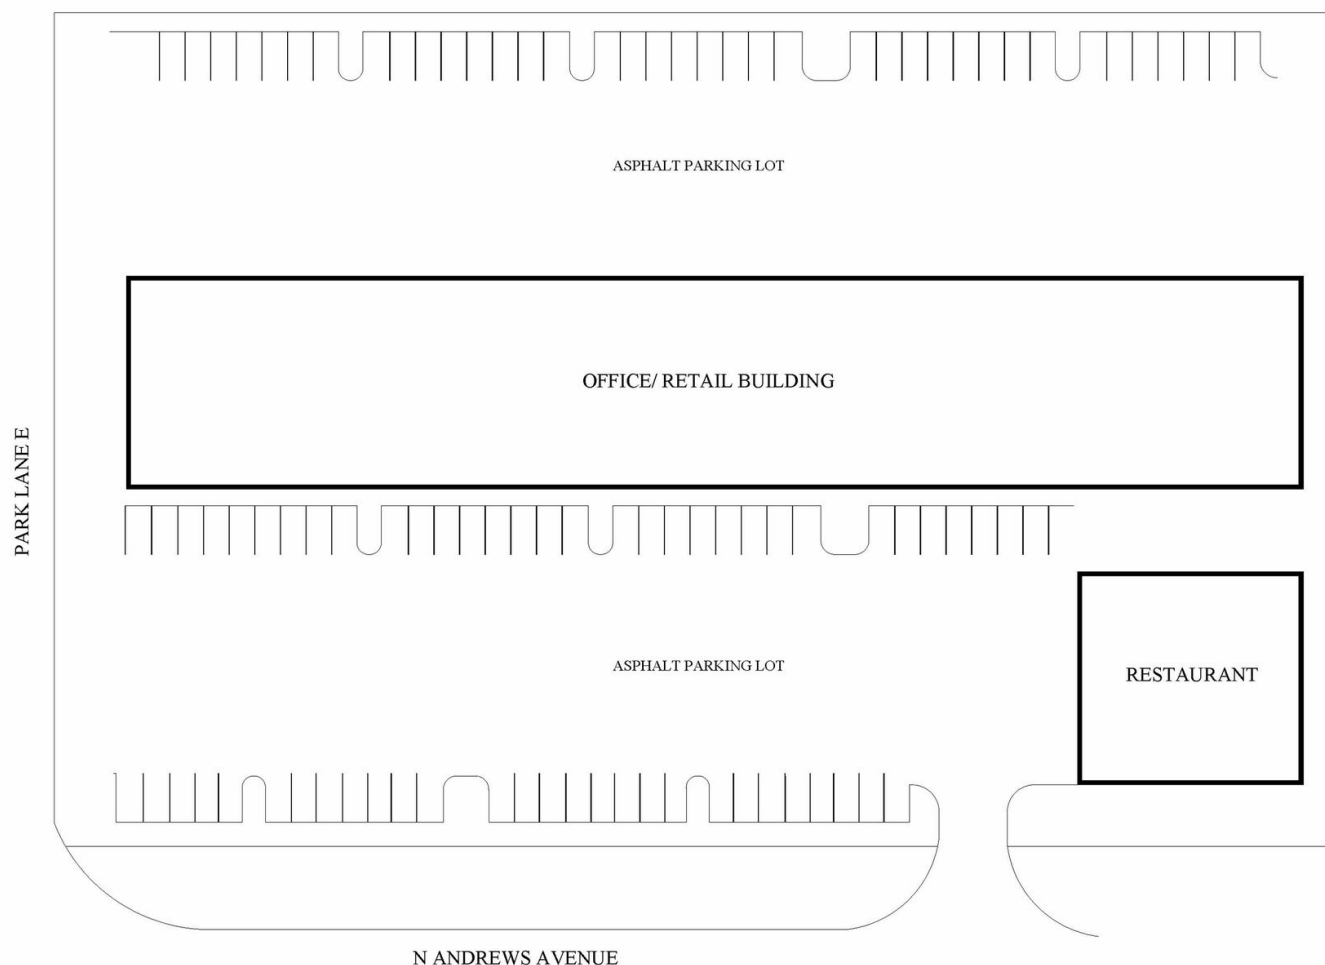 ASPHALT PARKING LOT
OFFICE/ RETAIL BUILDING
PARK LANE E
ASPHALT PARKING LOT
RESTAURANT
N ANDREWS AVENUE